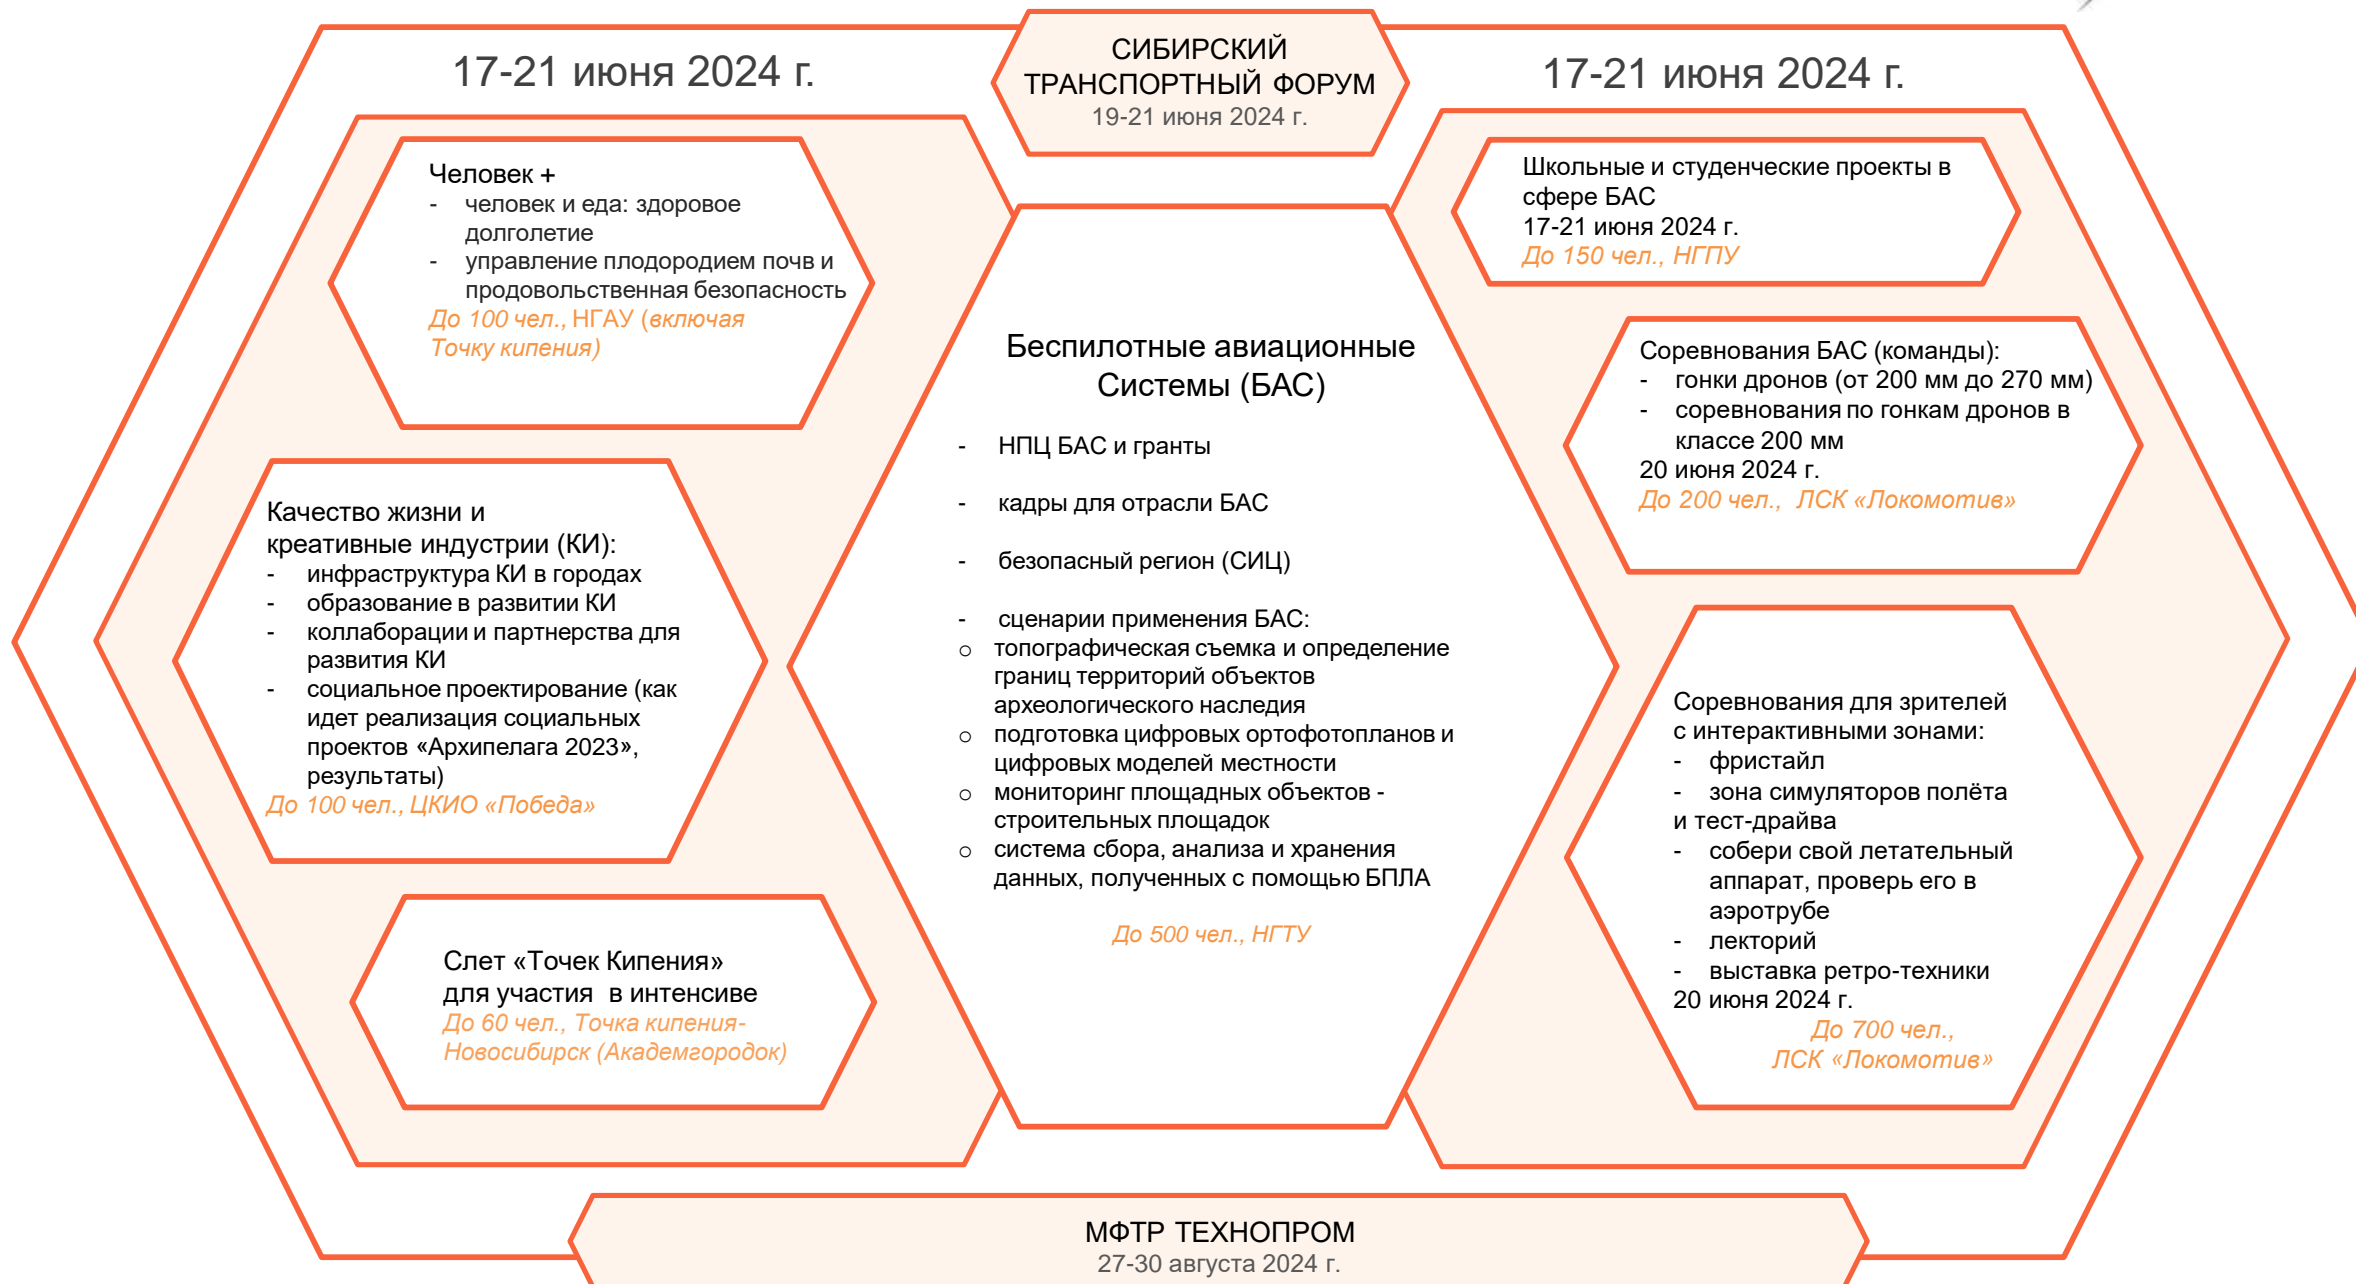 СИБИРСКИЙ
ТРАНСПОРТНЫЙ ФОРУМ
19-21 июня 2024 г.
17-21 июня 2024 г.
Человек +
- человек и еда: здоровое
долголетие
- управление плодородием почв и
продовольственная безопасность
До 100 чел., НГАУ (включая
Точку кипения)
Качество жизни и
креативные индустрии (КИ):
- инфраструктура КИ в городах
- образование в развитии КИ
- коллаборации и партнерства для
развития КИ
- социальное проектирование (как
идет реализация социальных
проектов «Архипелага 2023»,
результаты)
До 100 чел., ЦКИО «Победа»
Слет «Точек Кипения»
для участия в интенсиве
До 60 чел., Точка кипения-
Новосибирск (Академгородок)
Беспилотные авиационные
Системы (БАС)
- НПЦ БАС и гранты
- кадры для отрасли БАС
- безопасный регион (СИЦ)
- сценарии применения БАС:
o топографическая съемка и определение
границ территорий объектов
археологического наследия
o подготовка цифровых ортофотопланов и
цифровых моделей местности
o мониторинг площадных объектов -
строительных площадок
o система сбора, анализа и хранения
данных, полученных с помощью БПЛА
До 500 чел., НГТУ
17-21 июня 2024 г.
Школьные и студенческие проекты в
сфере БАС
17-21 июня 2024 г.
До 150 чел., НГПУ
Соревнования БАС (команды):
- гонки дронов (от 200 мм до 270 мм)
- соревнования по гонкам дронов в
классе 200 мм
20 июня 2024 г.
До 200 чел., ЛСК «Локомотив»
Соревнования для зрителей
с интерактивными зонами:
- фристайл
- зона симуляторов полёта
и тест-драйва
- собери свой летательный
аппарат, проверь его в
аэротрубе
- лекторий
- выставка ретро-техники
20 июня 2024 г.
До 700 чел.,
ЛСК «Локомотив»
МФТР ТЕХНОПРОМ
27-30 августа 2024 г.